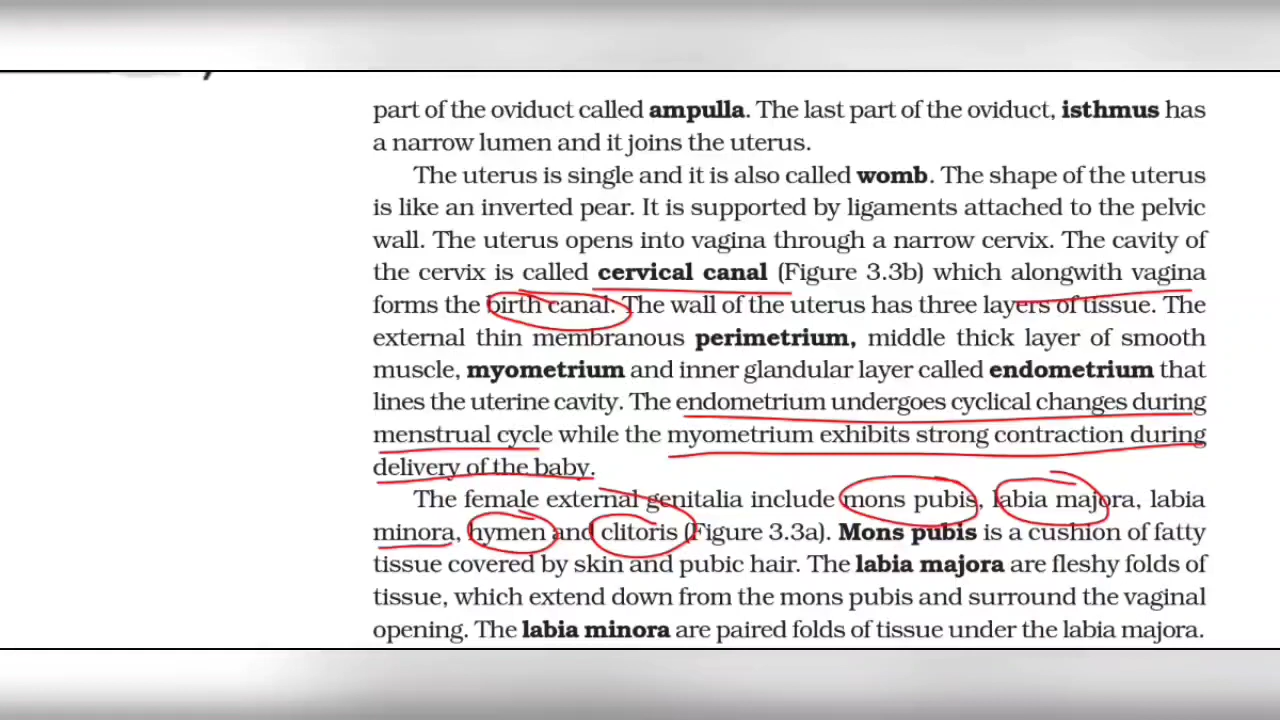 part of the oviduct called ampulla. The last part of the oviduct, isthmus has
a narrow lumen and it joins the uterus.
The uterus is single and it is also called womb. The shape of the uterus
is like an inverted pear. It is supported by ligaments attached to the pelvic
wall. The uterus opens into vagina through a narrow cervix. The cavity of
the cervix is called cervical canal (Figure 3.3b) which alongwith vagina
forms the birth canal. The wall of the uterus has three layers of tissue. The
external thin membranous perimetrium, middle thick layer of smooth
muscle, myometrium and inner glandular layer called endometrium that
lines the uterine cavity. The endometrium undergoes cyclical changes during
menstrual cycle while the myometrium exhibits strong contraction during
delivery of the baby.
The female external genitalia include mons pubis, labia majora, labia
minora, hymen and clitoris (Figure 3.3a). Mons pubis is a cushion of fatty
tissue covered by skin and pubic hair. The labia majora are fleshy folds of
tissue, which extend down from the mons pubis and surround the vaginal
opening. The labia minora are paired folds of tissue under the labia majora.